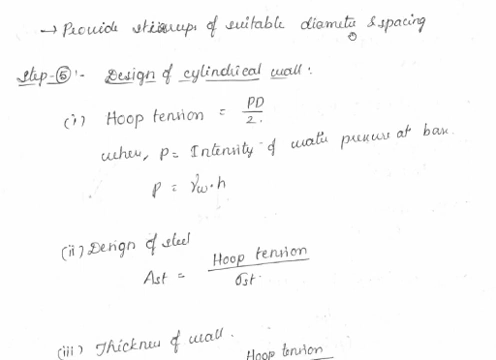 → Provide stirrups of suitable diameter & spacing
Step-⑤:- Design of cylindrical wall:
(i) Hoop tension = PD/2.
when, P = Intensity of water pressure at base.
P = γw·h
(ii) Design of steel
Ast = Hoop tension/σst.
(iii) Thickness of wall.
Hoop tension